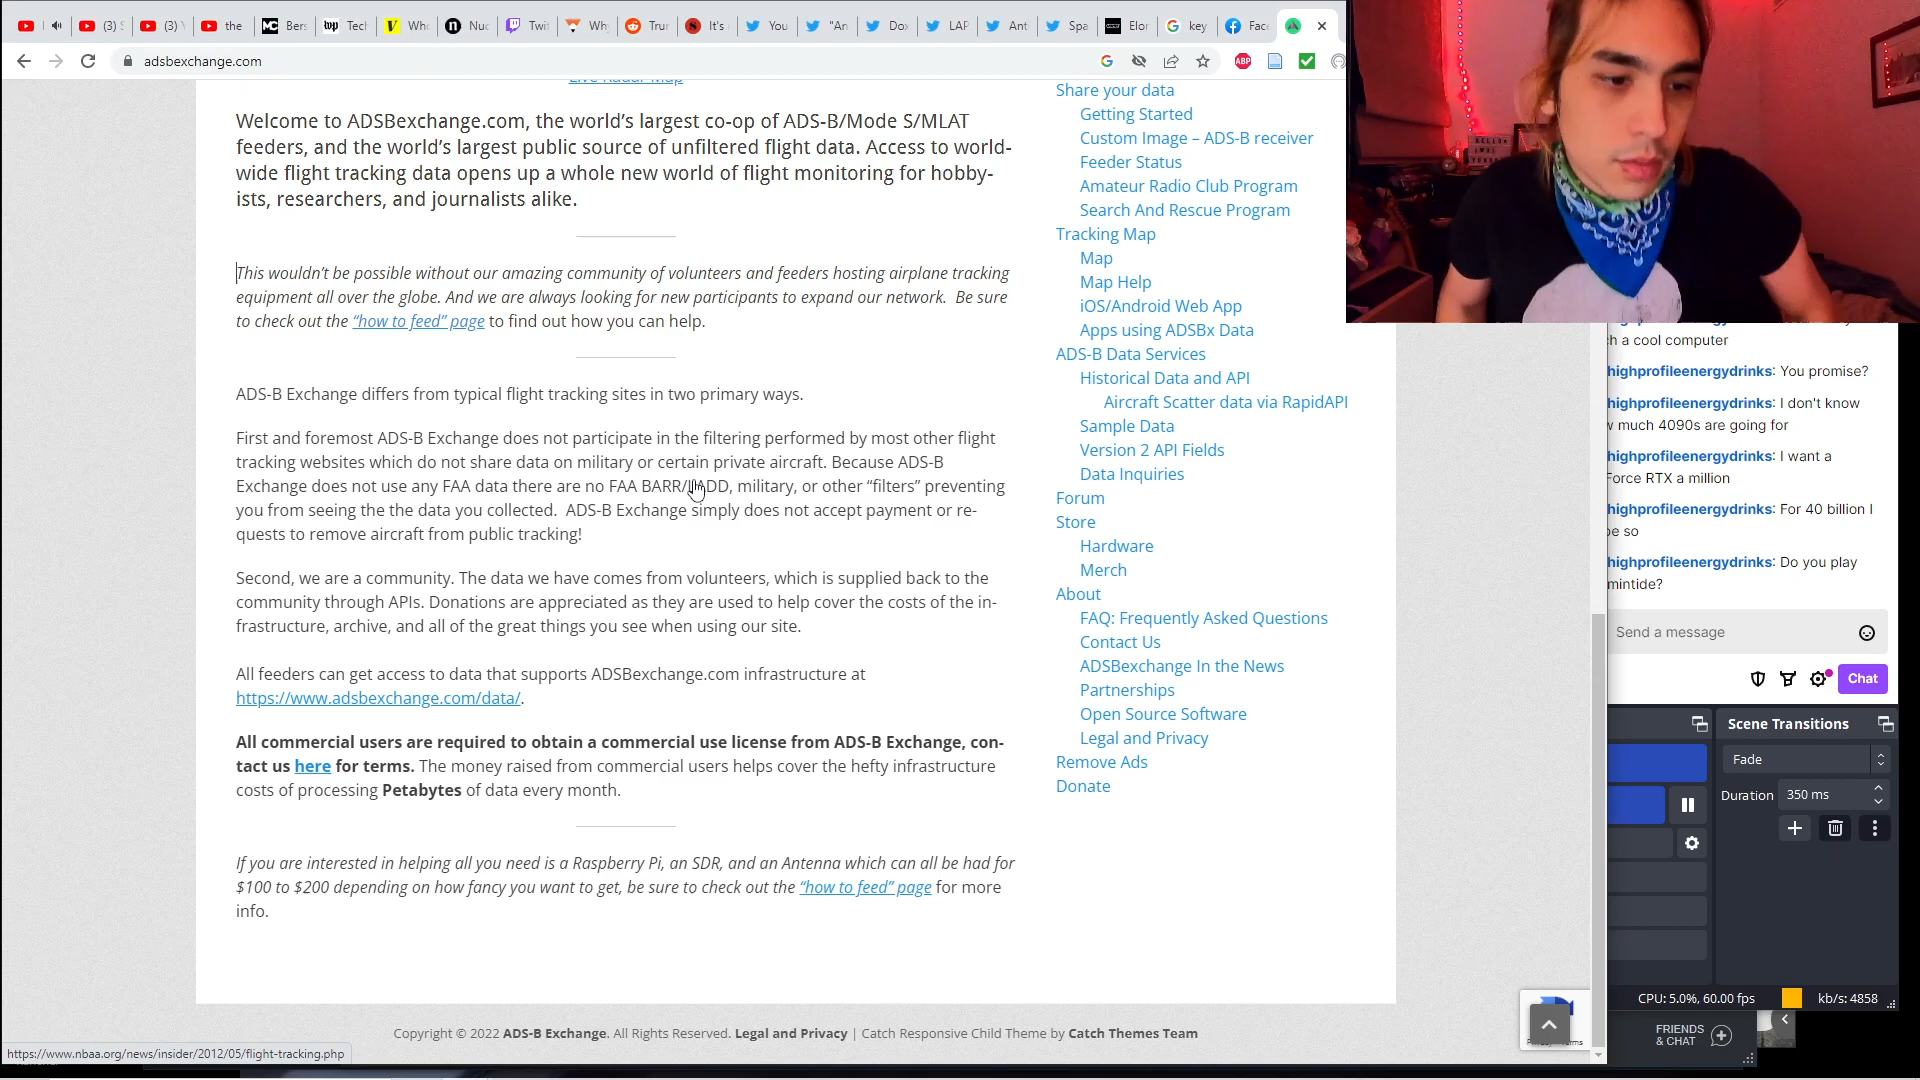 (3)
(3)
the
MC
Bers
tvp
Tecl
V
Who
n
Nuc
Twit
Why
Trur
It's
You
"An
Dox
LAP
Ant
Spa
Elor
key
Face
adsbexchange.com
ABP
Live Radar Map
Welcome to ADSBexchange.com, the world's largest co-op of ADS-B/Mode S/MLAT
feeders, and the world's largest public source of unfiltered flight data. Access to world-
wide flight tracking data opens up a whole new world of flight monitoring for hobby-
ists, researchers, and journalists alike.
This wouldn't be possible without our amazing community of volunteers and feeders hosting airplane tracking
equipment all over the globe. And we are always looking for new participants to expand our network.  Be sure
to check out the "how to feed" page to find out how you can help.
ADS-B Exchange differs from typical flight tracking sites in two primary ways.
First and foremost ADS-B Exchange does not participate in the filtering performed by most other flight
tracking websites which do not share data on military or certain private aircraft. Because ADS-B
Exchange does not use any FAA data there are no FAA BARR/LADD, military, or other "filters" preventing
you from seeing the the data you collected.  ADS-B Exchange simply does not accept payment or re-
quests to remove aircraft from public tracking!
Second, we are a community. The data we have comes from volunteers, which is supplied back to the
community through APIs. Donations are appreciated as they are used to help cover the costs of the in-
frastructure, archive, and all of the great things you see when using our site.
All feeders can get access to data that supports ADSBexchange.com infrastructure at
https://www.adsbexchange.com/data/.
All commercial users are required to obtain a commercial use license from ADS-B Exchange, con-
tact us here for terms. The money raised from commercial users helps cover the hefty infrastructure
costs of processing Petabytes of data every month.
If you are interested in helping all you need is a Raspberry Pi, an SDR, and an Antenna which can all be had for
$100 to $200 depending on how fancy you want to get, be sure to check out the "how to feed" page for more
info.
Share your data
Getting Started
Custom Image – ADS-B receiver
Feeder Status
Amateur Radio Club Program
Search And Rescue Program
Tracking Map
Map
Map Help
iOS/Android Web App
Apps using ADSBx Data
ADS-B Data Services
Historical Data and API
Aircraft Scatter data via RapidAPI
Sample Data
Version 2 API Fields
Data Inquiries
Forum
Store
Hardware
Merch
About
FAQ: Frequently Asked Questions
Contact Us
ADSBexchange In the News
Partnerships
Open Source Software
Legal and Privacy
Remove Ads
Donate
Copyright © 2022 ADS-B Exchange. All Rights Reserved. Legal and Privacy | Catch Responsive Child Theme by Catch Themes Team
https://www.nbaa.org/news/insider/2012/05/flight-tracking.php
ch a cool computer
highprofileenergydrinks: You promise?
highprofileenergydrinks: I don't know
w much 4090s are going for
highprofileenergydrinks: I want a
Force RTX a million
highprofileenergydrinks: For 40 billion I
be so
highprofileenergydrinks: Do you play
mintide?
Send a message
Chat
Scene Transitions
Fade
Duration 350 ms
CPU: 5.0%, 60.00 fps
kb/s: 4858
FRIENDS
& CHAT